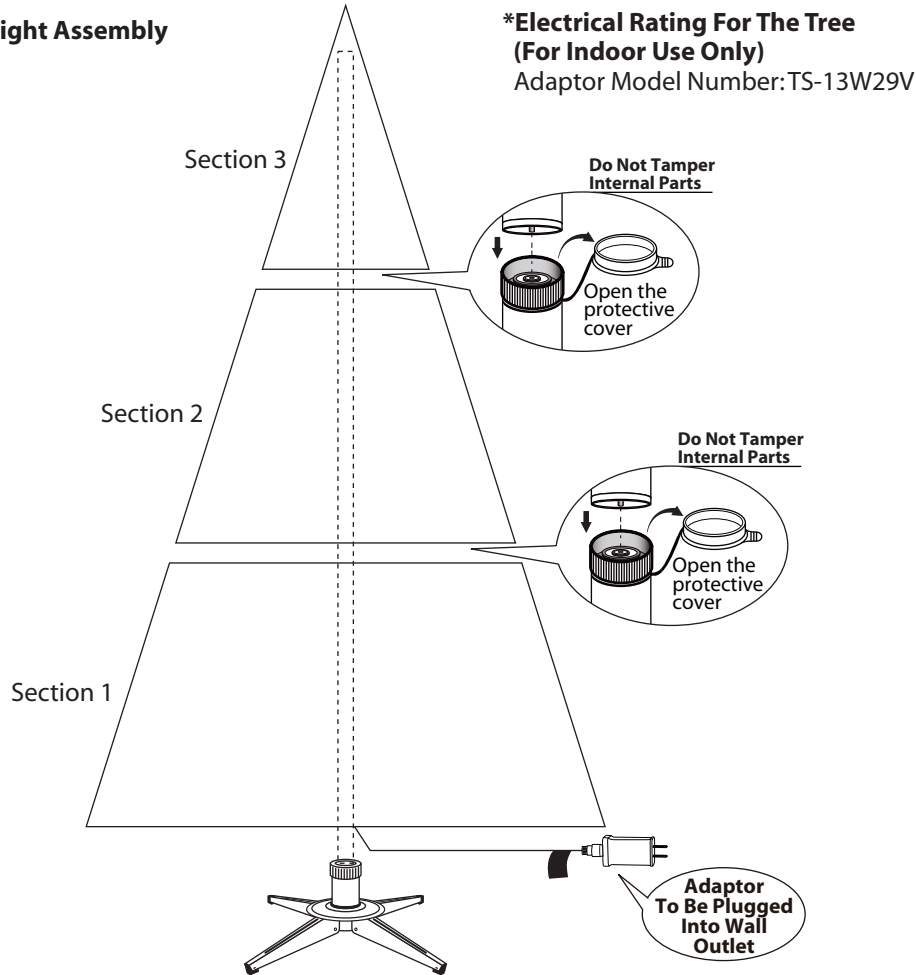 ight Assembly
*Electrical Rating For The Tree
(For Indoor Use Only)
Adaptor Model Number: TS-13W29V
Section 3
Do Not Tamper
Internal Parts
Open the
protective
cover
Section 2
Do Not Tamper
Internal Parts
Open the
protective
cover
Section 1
Adaptor
To Be Plugged
Into Wall
Outlet